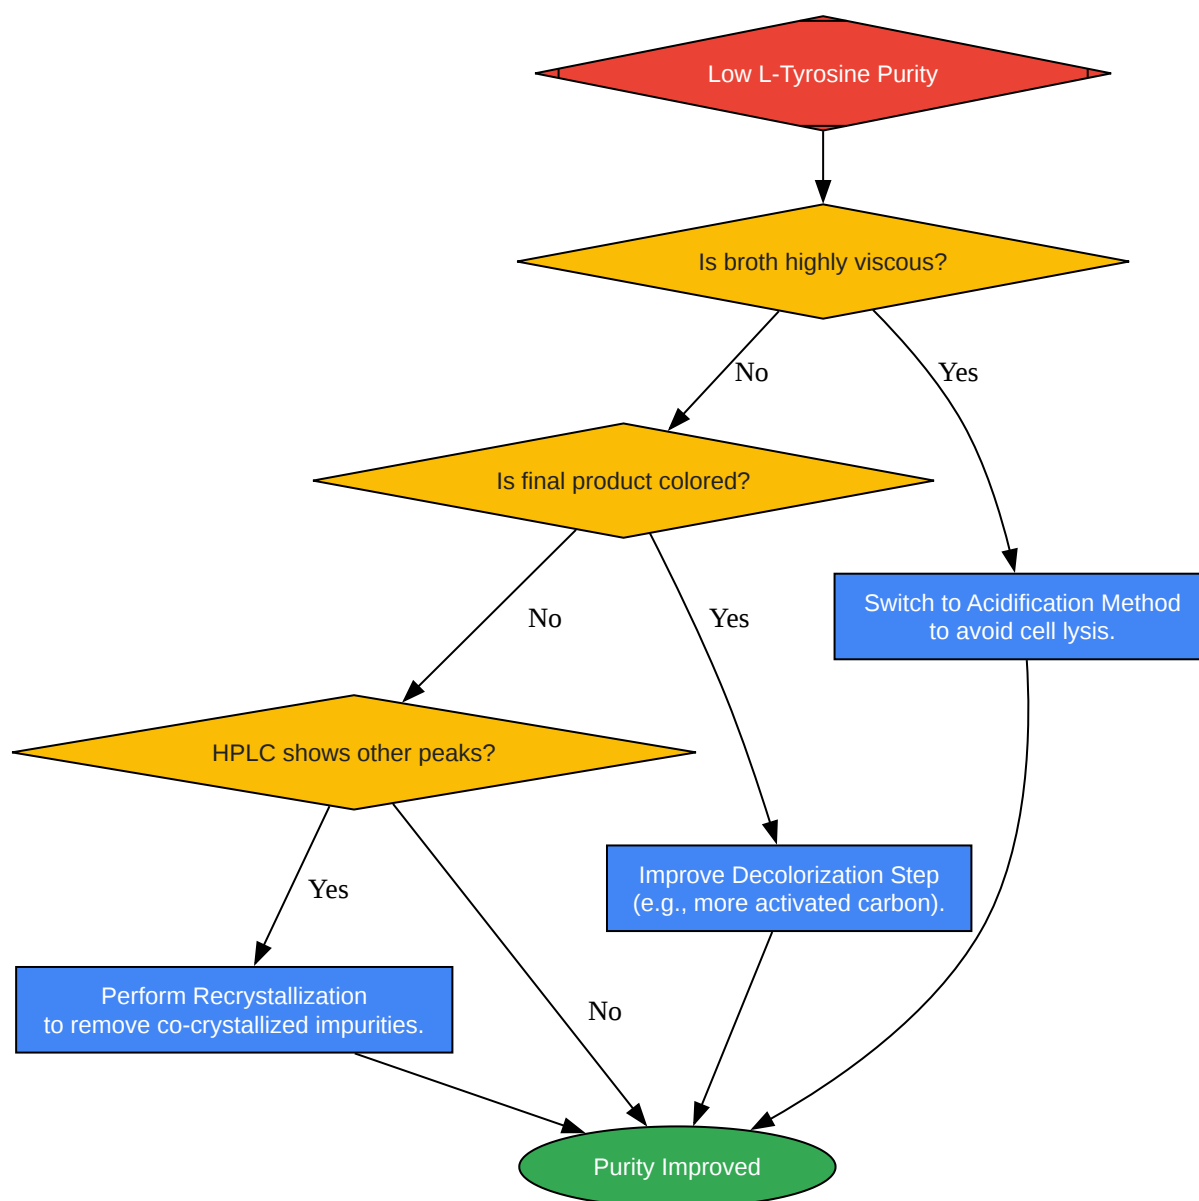 Low L-Tyrosine Purity
Is broth highly viscous?
No
Yes
Is final product colored?
No
Yes
Switch to Acidification Method
to avoid cell lysis.
HPLC shows other peaks?
Yes
No
Improve Decolorization Step
(e.g., more activated carbon).
Perform Recrystallization
to remove co-crystallized impurities.
Purity Improved